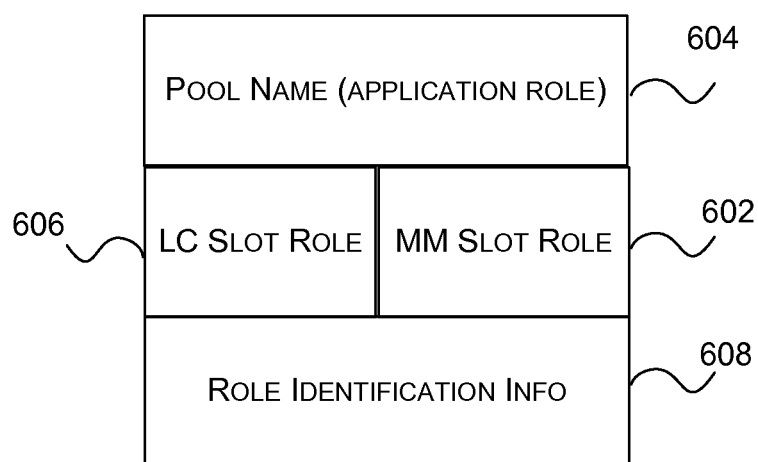 604
POOL NAME (APPLICATION ROLE)
606
LC SLOT ROLE
MM SLOT ROLE
602
608
ROLE IDENTIFICATION INFO